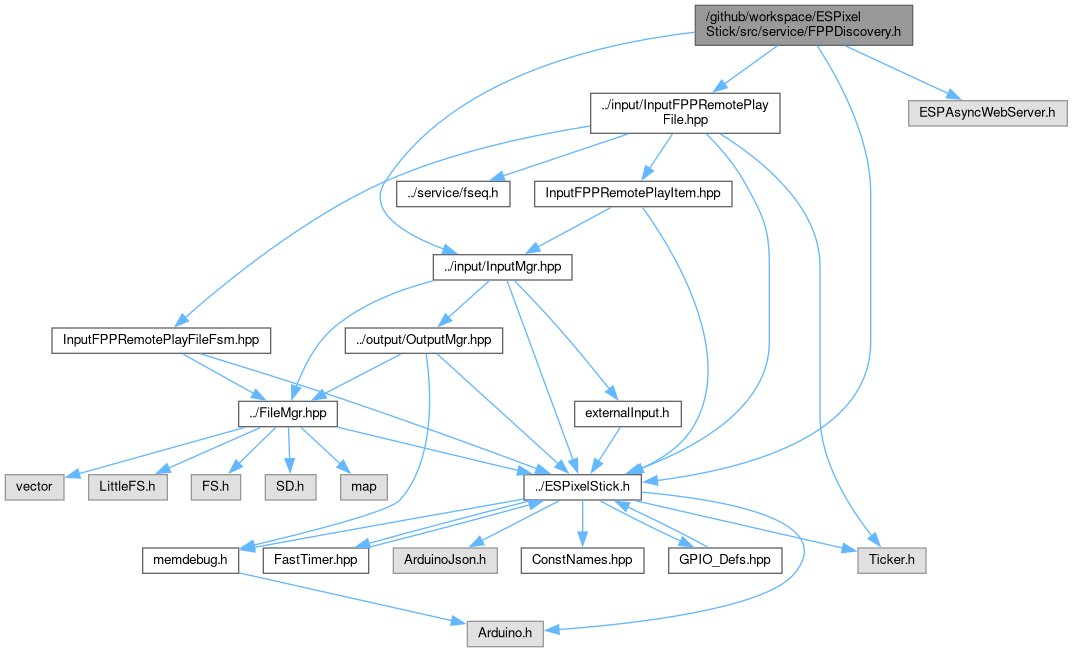 /github/workspace/ESPixel
Stick/src/service/FPPDiscovery.h
../input/InputFPPRemotePlay
File.hpp
ESPAsyncWebServer.h
../service/fseq.h
InputFPPRemotePlayItem.hpp
../input/InputMgr.hpp
InputFPPRemotePlayFileFsm.hpp
../output/OutputMgr.hpp
../FileMgr.hpp
externalInput.h
vector
LittleFS.h
FS.h
SD.h
map
../ESPixelStick.h
memdebug.h
FastTimer.hpp
ArduinoJson.h
ConstNames.hpp
GPIO_Defs.hpp
Ticker.h
Arduino.h